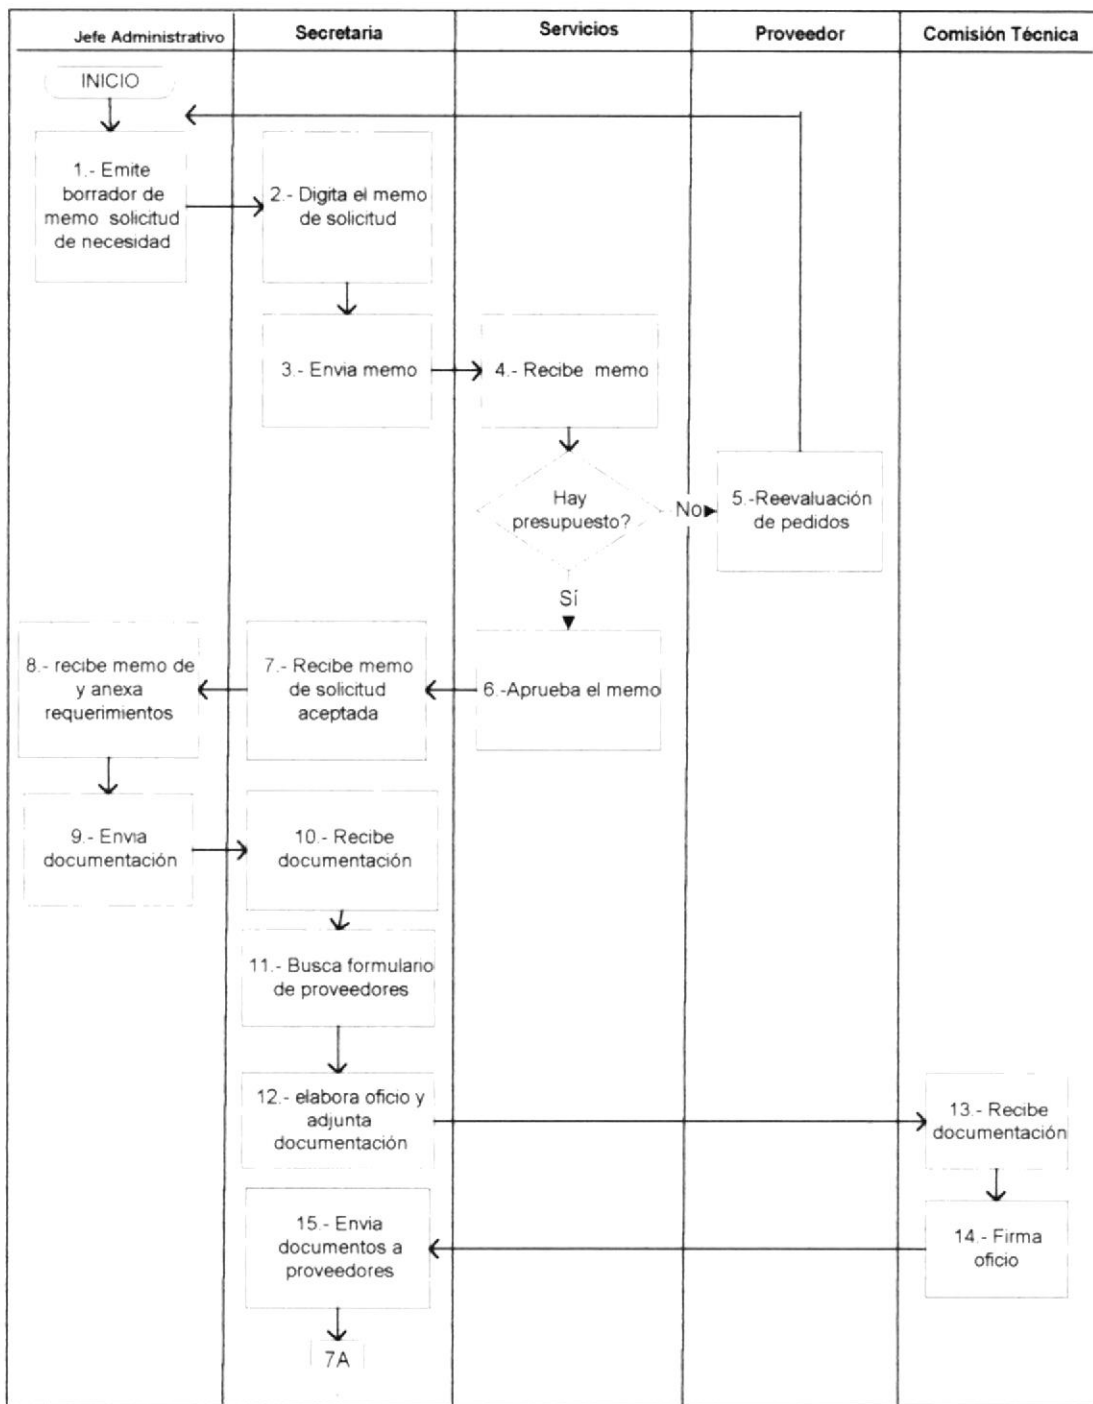 Jefe Administrativo
Secretaria
Servicios
Proveedor
Comisión Técnica
INICIO
1.- Emite
borrador de
memo solicitud
de necesidad
2.- Digita el memo
de solicitud
3.- Envia memo
4.- Recibe memo
Hay
presupuesto?
No
5.-Reevaluación
de pedidos
Sí
6.-Aprueba el memo
7.- Recibe memo
de solicitud
aceptada
8.- recibe memo de
y anexa
requerimientos
9.- Envia
documentación
10.- Recibe
documentación
11.- Busca formulario
de proveedores
12.- elabora oficio y
adjunta
documentación
13.- Recibe
documentación
14.- Firma
oficio
15.- Envia
documentos a
proveedores
7A